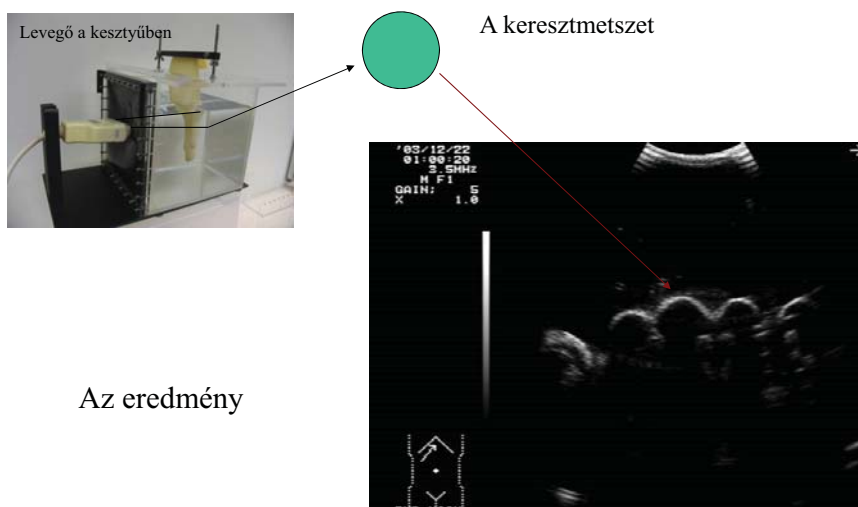 Levegő a kesztyűben
A keresztmetszet
'03/12/22
01:00:20
3.5MHz
M F1
GAIN: 5
X 1.0
Az eredmény